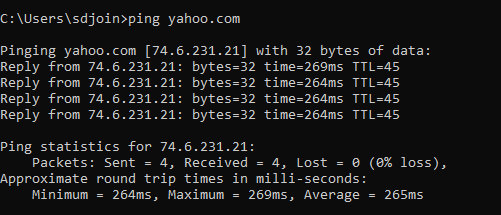 C:\Users\sdjoin>ping yahoo.com
Pinging yahoo.com [74.6.231.21] with 32 bytes of data:
Reply from 74.6.231.21: bytes=32 time=269ms TTL=45
Reply from 74.6.231.21: bytes=32 time=264ms TTL=45
Reply from 74.6.231.21: bytes=32 time=264ms TTL=45
Reply from 74.6.231.21: bytes=32 time=264ms TTL=45
Ping statistics for 74.6.231.21:
    Packets: Sent = 4, Received = 4, Lost = 0 (0% loss),
Approximate round trip times in milli-seconds:
    Minimum = 264ms, Maximum = 269ms, Average = 265ms